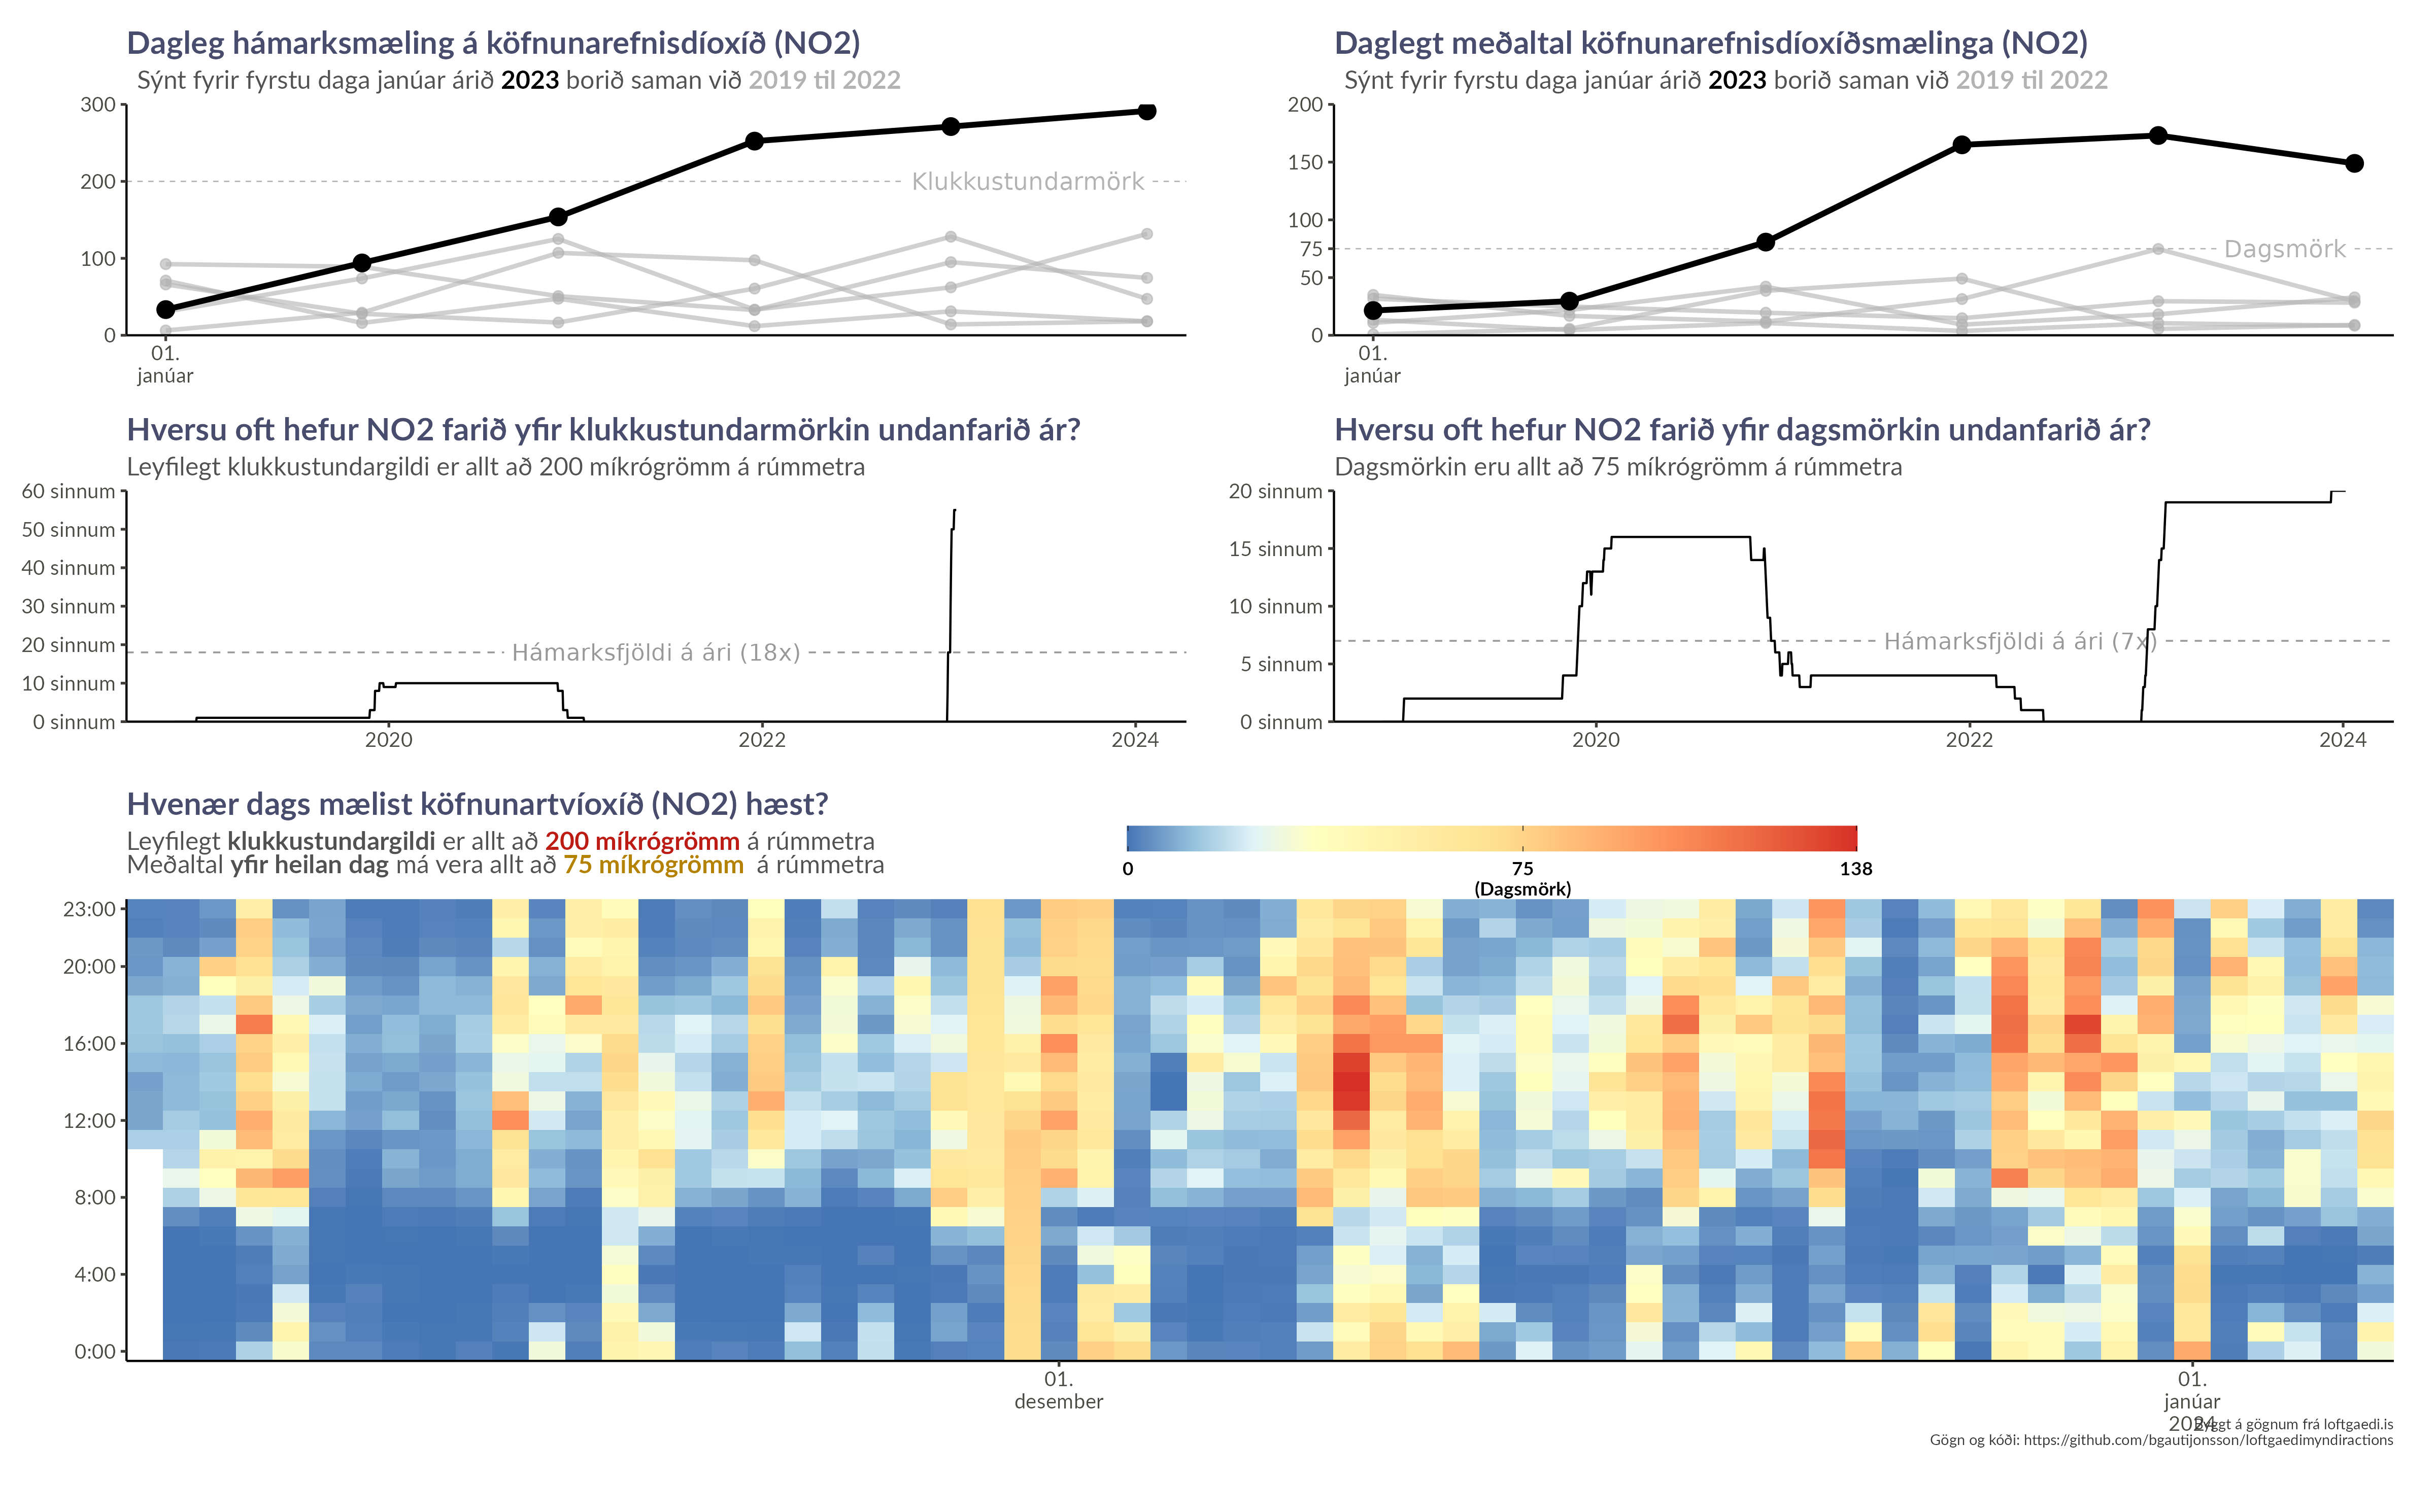 Dagleg hámarksmæling á köfnunarefnisdíoxíð (NO2)
Sýnt fyrir fyrstu daga janúar árið 2023 borið saman við 2019 til 2022
300
200
100
0
Klukkustundarmörk
01.
janúar
Daglegt meðaltal köfnunarefnisdíoxíðsmælinga (NO2)
Sýnt fyrir fyrstu daga janúar árið 2023 borið saman við 2019 til 2022
200
150
100
75
50
0
Dagsmörk
01.
janúar
Hversu oft hefur NO2 farið yfir klukkustundarmörkin undanfarið ár?
Leyfilegt klukkustundargildi er allt að 200 míkrógrömm á rúmmetra
60 sinnum
50 sinnum
40 sinnum
30 sinnum
20 sinnum
10 sinnum
0 sinnum
Hámarksfjöldi á ári (18x)
2020 2022 2024
Hversu oft hefur NO2 farið yfir dagsmörkin undanfarið ár?
Dagsmörkin eru allt að 75 míkrógrömm á rúmmetra
20 sinnum
15 sinnum
10 sinnum
5 sinnum
0 sinnum
Hámarksfjöldi á ári (7x)
2020 2022 2024
Hvenær dags mælist köfnunartvíoxíð (NO2) hæst?
Leyfilegt klukkustundargildi er allt að 200 míkrógrömm á rúmmetra
Meðaltal yfir heilan dag má vera allt að 75 míkrógrömm á rúmmetra
0 75 138
(Dagsmörk)
23:00
20:00
16:00
12:00
8:00
4:00
0:00
01.
desember
01.
janúar
2024
Byggt á gögnum frá loftgaedi.is
Gögn og kóði: https://github.com/bgautijonsson/loftgaedimyndiractions